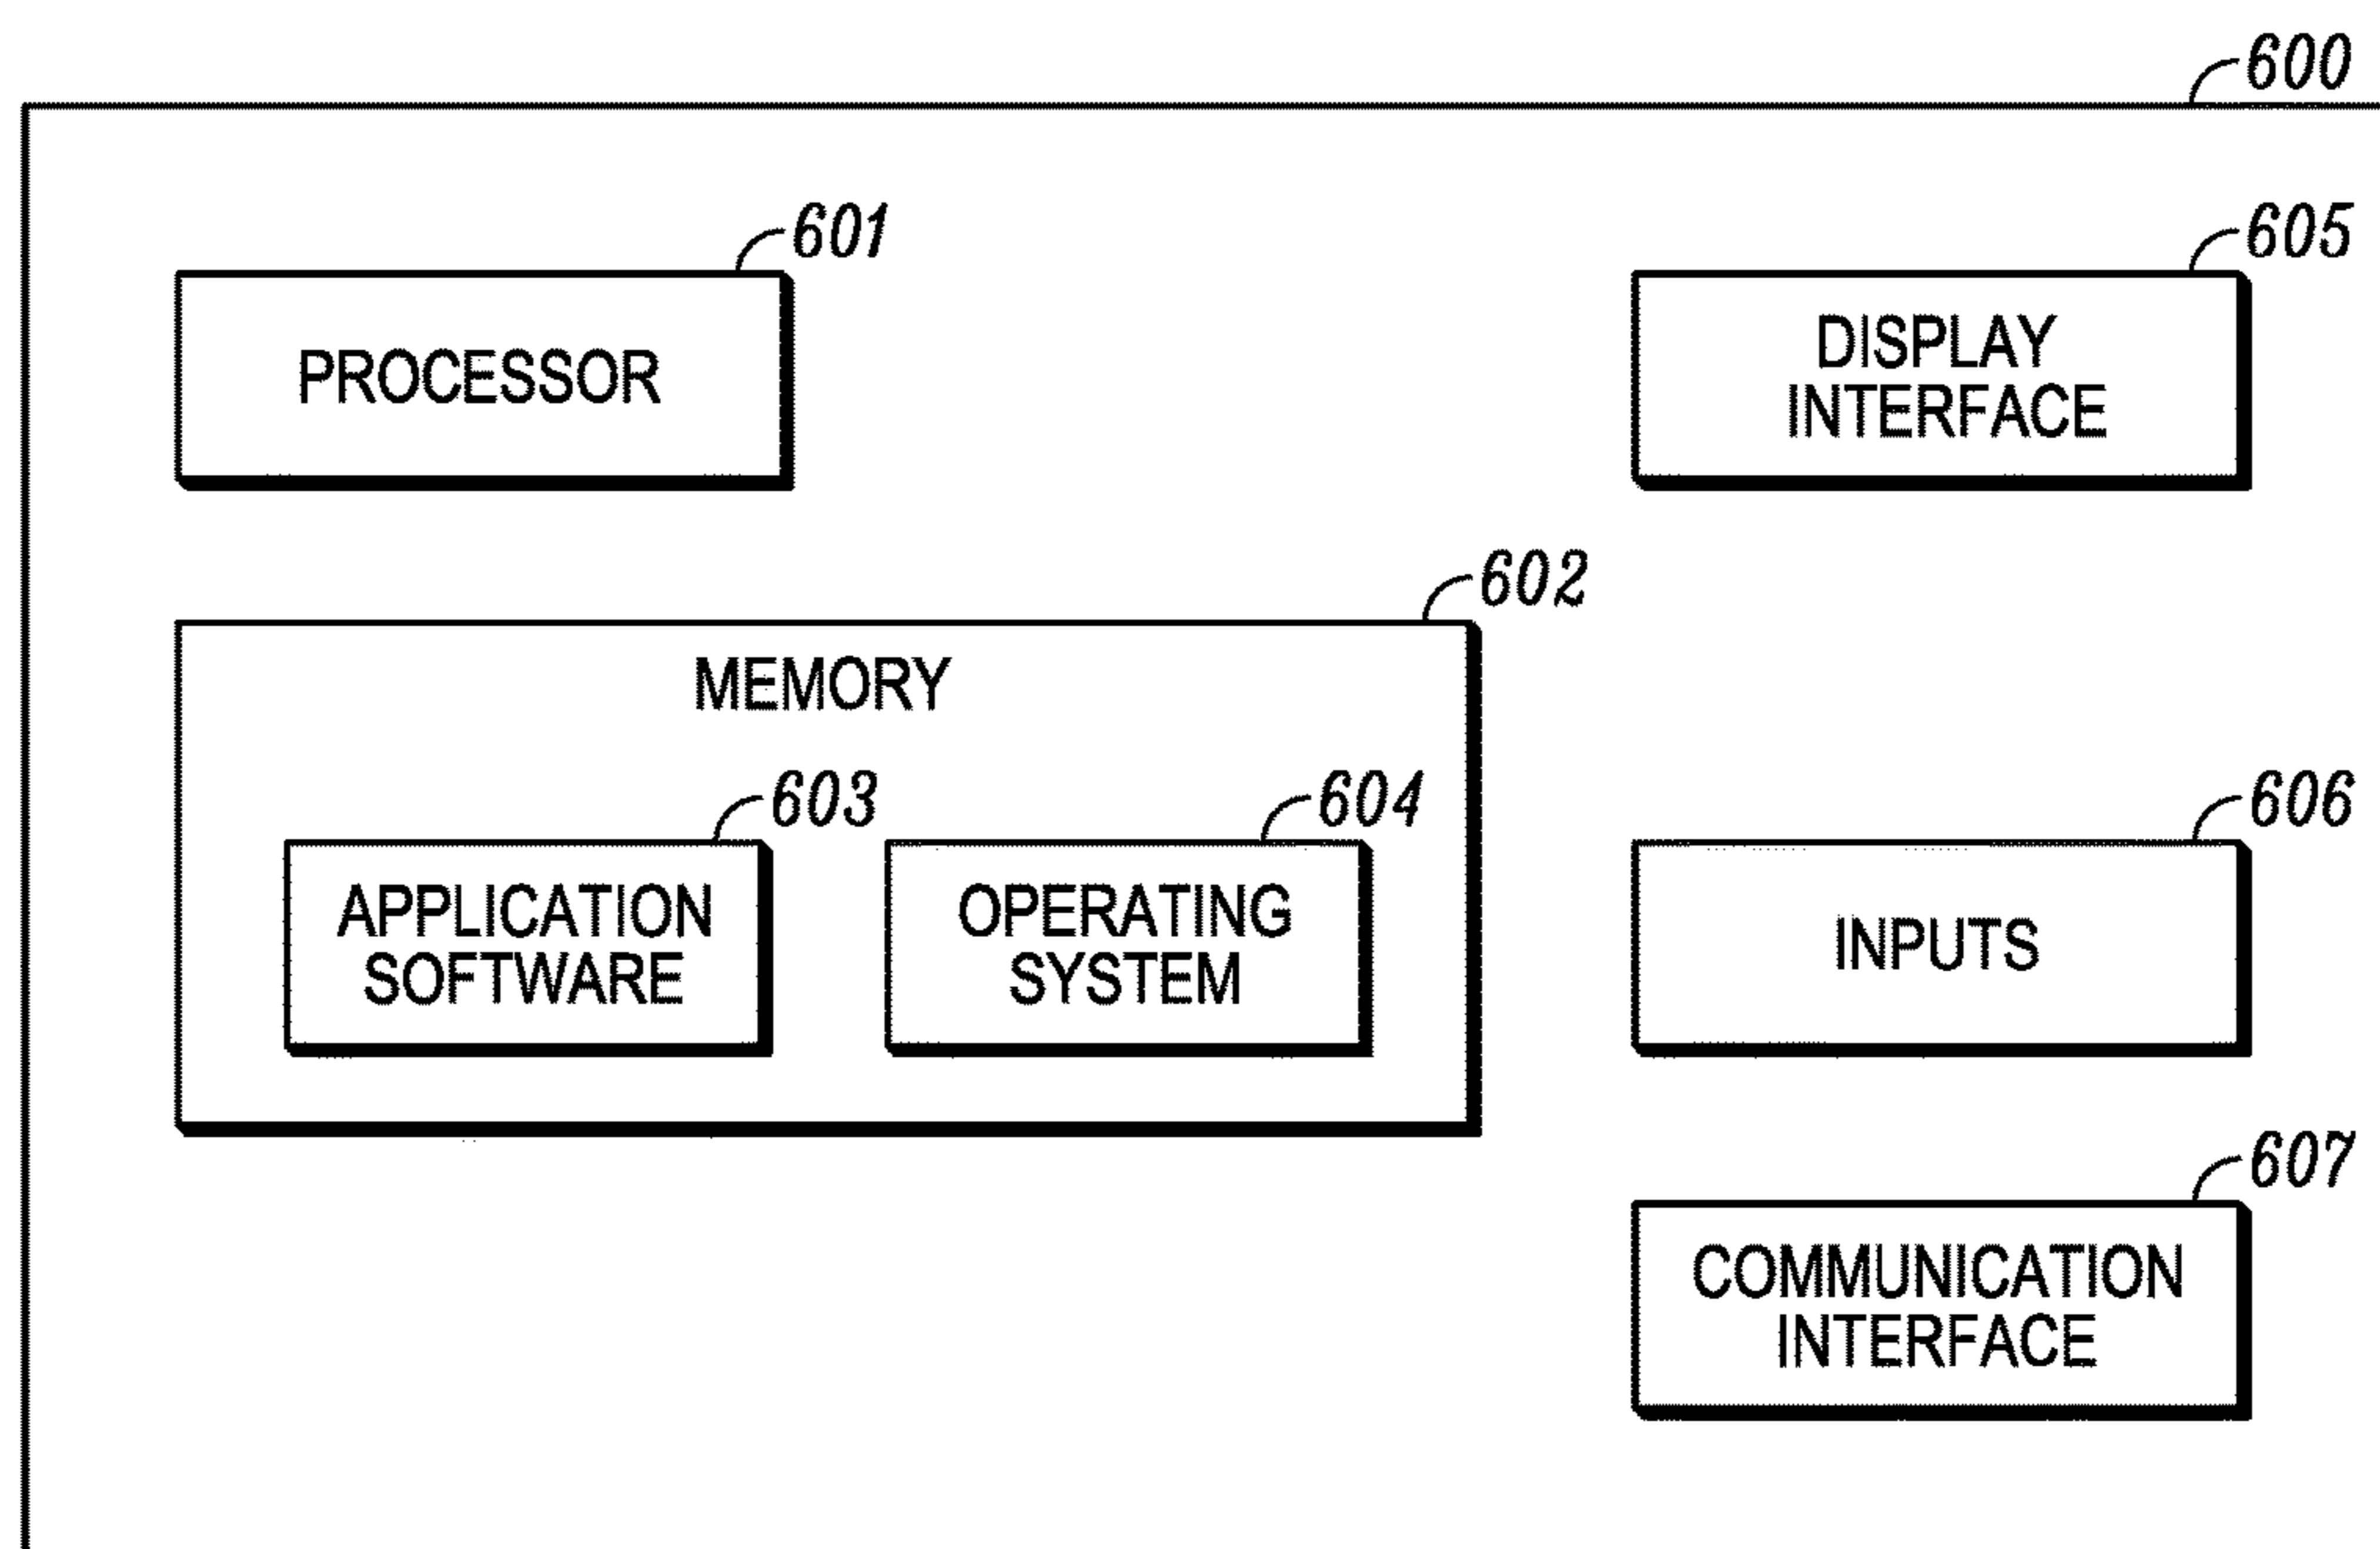 600
601
PROCESSOR
605
DISPLAY
INTERFACE
602
MEMORY
603
APPLICATION
SOFTWARE
604
OPERATING
SYSTEM
606
INPUTS
607
COMMUNICATION
INTERFACE